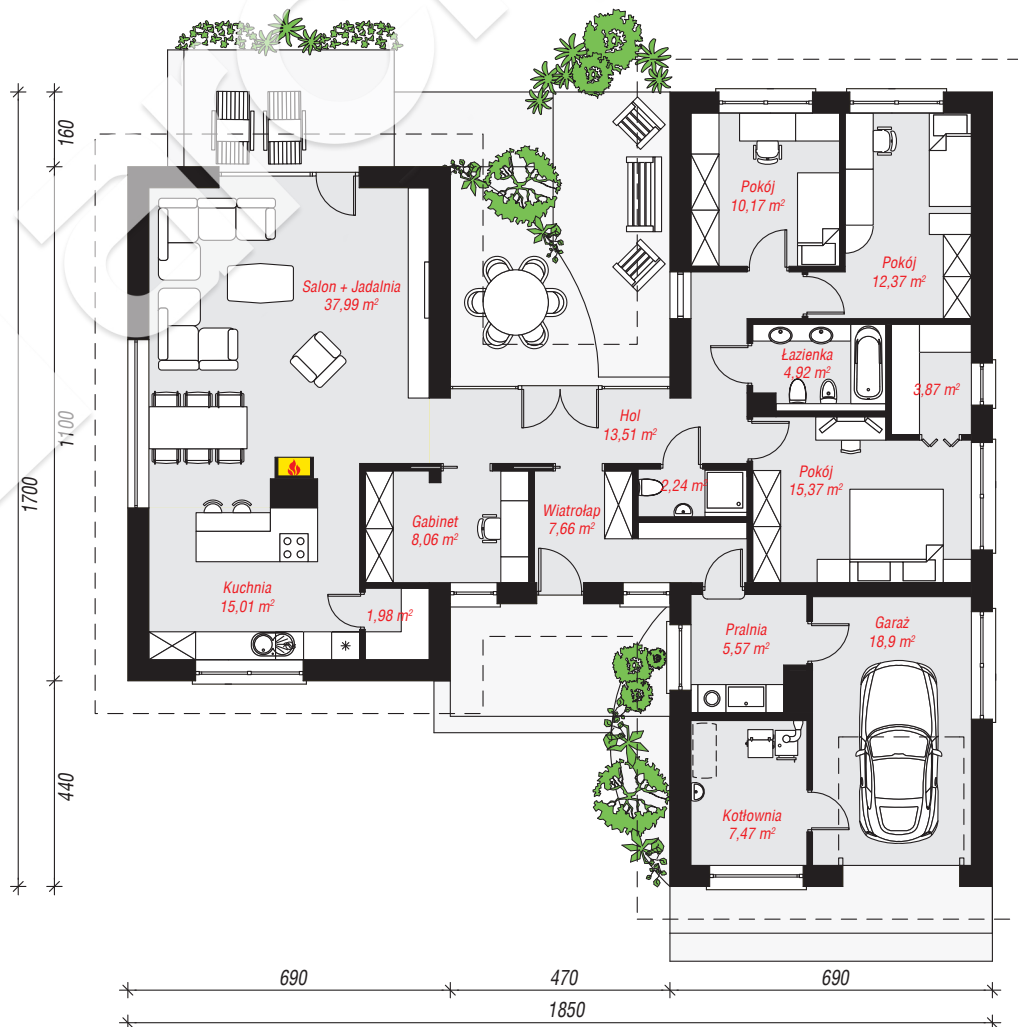 160
1100
1700
440
Salon + Jadalnia
37,99 m²
Pokój
10,17 m²
Pokój
12,37 m²
Łazienka
4,92 m²
3,87 m²
Hol
13,51 m²
Pokój
15,37 m²
2,24 m²
Wiatrołap
7,66 m²
Gabinet
8,06 m²
Kuchnia
15,01 m²
1,98 m²
Pralnia
5,57 m²
Garaż
18,9 m²
Kotłownia
7,47 m²
690
470
690
1850